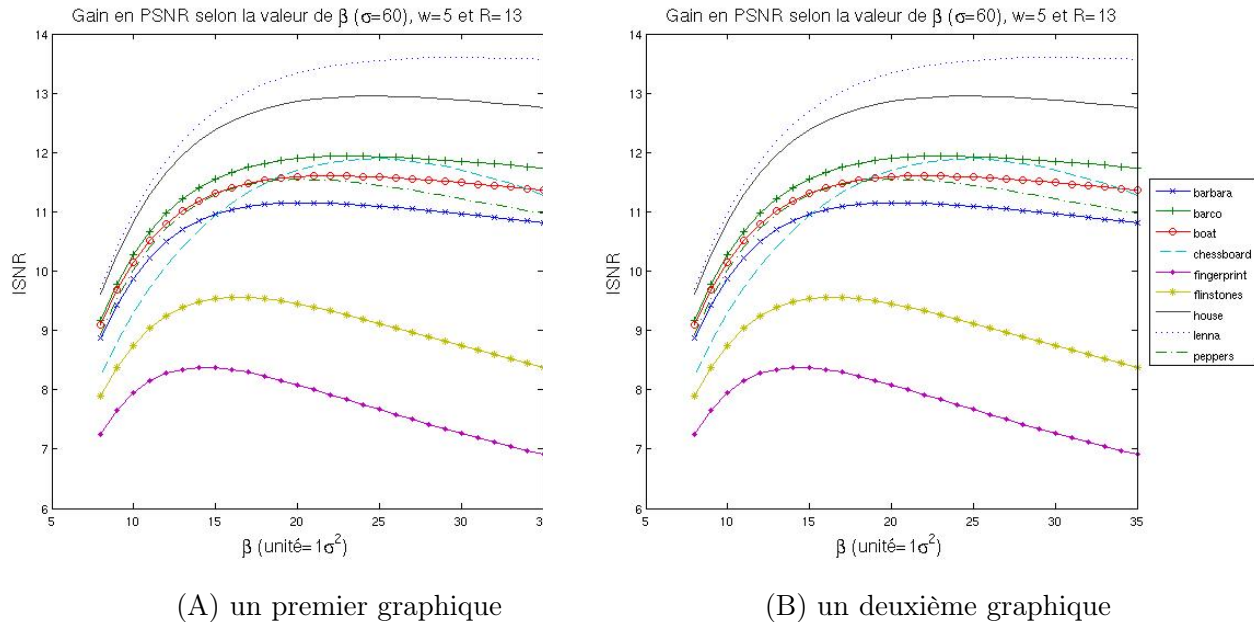 Gain en PSNR selon la valeur de β (σ=60), w=5 et R=13
14
13
12
11
10
9
8
7
6
ISNR
5 10 15 20 25 30 3
β (unité=1σ²)
(A) un premier graphique
Gain en PSNR selon la valeur de β (σ=60), w=5 et R=13
14
13
12
11
10
9
8
7
6
ISNR
5 10 15 20 25 30 35
β (unité=1σ²)
barbara
barco
boat
chessboard
fingerprint
flinstones
house
lenna
peppers
(B) un deuxième graphique